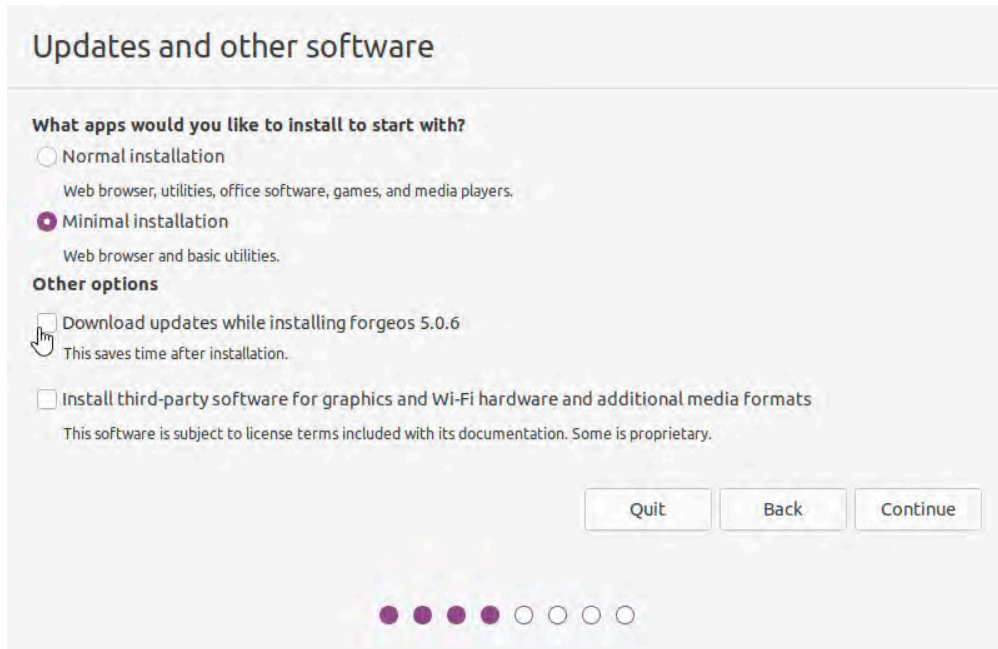 Updates and other software
What apps would you like to install to start with?
Normal installation
Web browser, utilities, office software, games, and media players.
Minimal installation
Web browser and basic utilities.
Other options
Download updates while installing forgeos 5.0.6
This saves time after installation.
Install third-party software for graphics and Wi-Fi hardware and additional media formats
This software is subject to license terms included with its documentation. Some is proprietary.
Quit Back Continue